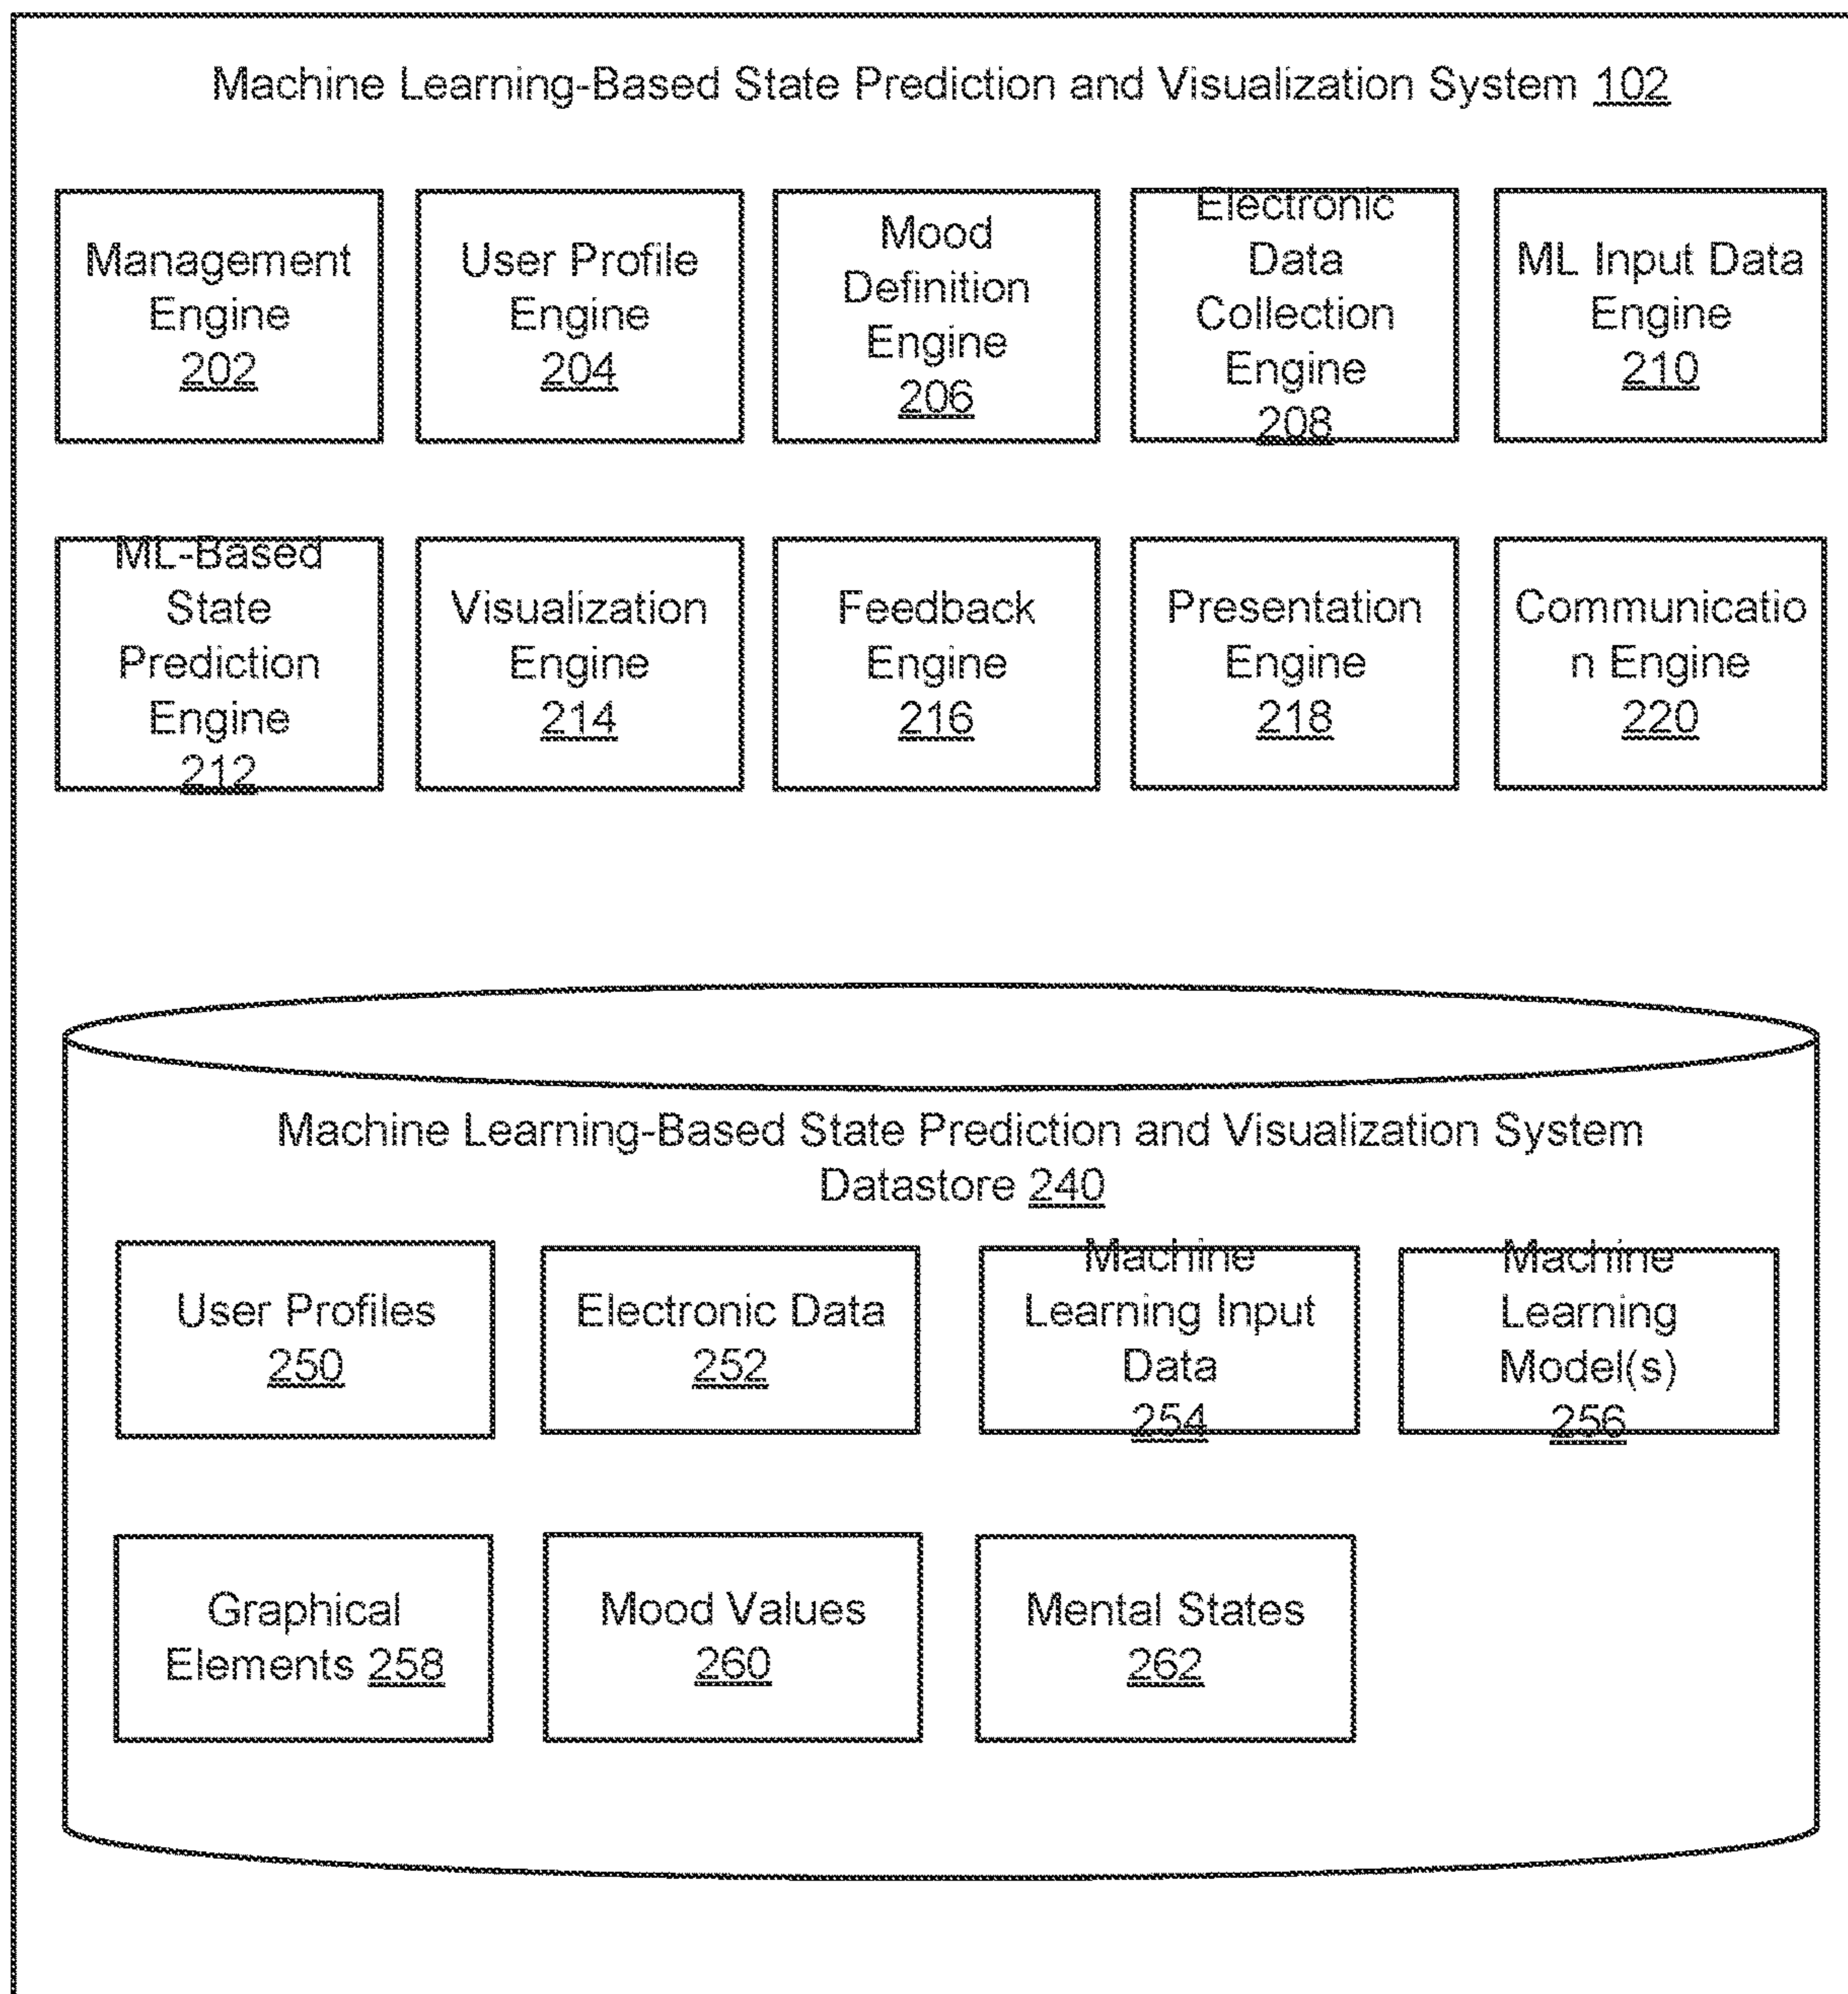 Machine Learning-Based State Prediction and Visualization System 102
Management
Engine
202
User Profile
Engine
204
Mood
Definition
Engine
206
Electronic
Data
Collection
Engine
208
ML Input Data
Engine
210
ML-Based
State
Prediction
Engine
212
Visualization
Engine
214
Feedback
Engine
216
Presentation
Engine
218
Communicatio
n Engine
220
Machine Learning-Based State Prediction and Visualization System
Datastore 240
User Profiles
250
Electronic Data
252
Machine
Learning Input
Data
254
Machine
Learning
Model(s)
256
Graphical
Elements 258
Mood Values
260
Mental States
262